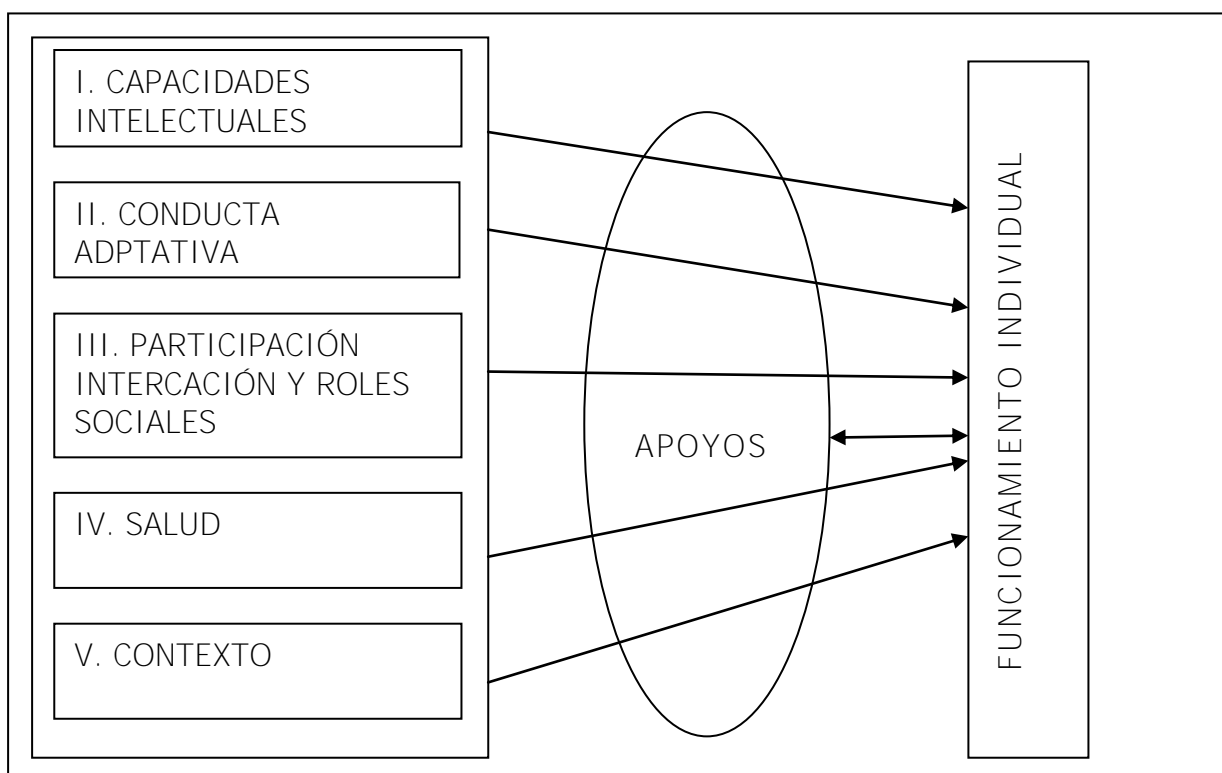 I. CAPACIDADES
INTELECTUALES
II. CONDUCTA
ADPTATIVA
III. PARTICIPACIÓN
INTERCACIÓN Y ROLES
SOCIALES
IV. SALUD
V. CONTEXTO
APOYOS
FUNCIONAMIENTO INDIVIDUAL